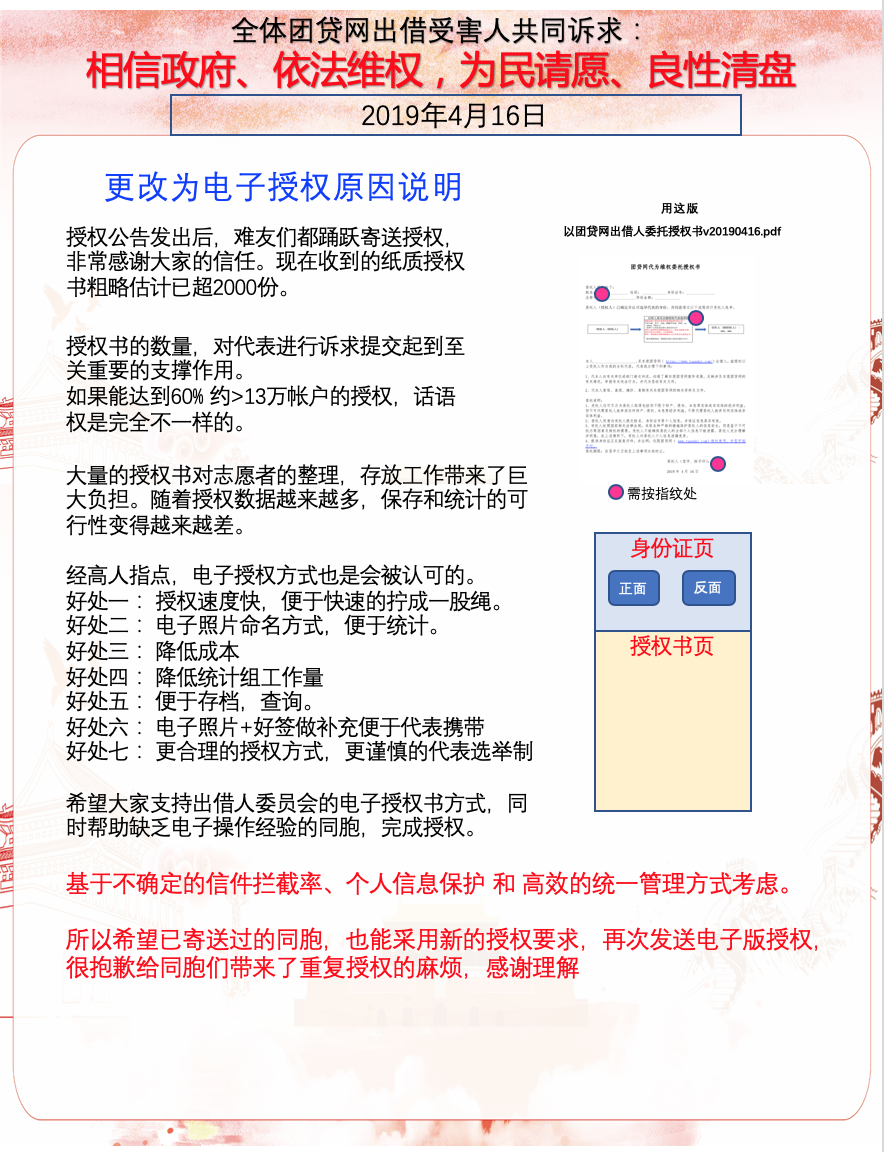 全体团贷网出借受害人共同诉求：
相信政府、依法维权，为民请愿、良性清盘
2019年4月16日
更改为电子授权原因说明
授权公告发出后，难友们都踊跃寄送授权，
非常感谢大家的信任。现在收到的纸质授权
书粗略估计已超2000份。
授权书的数量，对代表进行诉求提交起到至
关重要的支撑作用。
如果能达到60% 约>13万帐户的授权，话语
权是完全不一样的。
大量的授权书对志愿者的整理，存放工作带来了巨
大负担。随着授权数据越来越多，保存和统计的可
行性变得越来越差。
经高人指点，电子授权方式也是会被认可的。
好处一 ：授权速度快，便于快速的拧成一股绳。
好处二 ：电子照片命名方式，便于统计。
好处三 ：降低成本
好处四 ：降低统计组工作量
好处五 ：便于存档，查询。
好处六 ：电子照片+好签做补充便于代表携带
好处七 ：更合理的授权方式，更谨慎的代表选举制
希望大家支持出借人委员会的电子授权书方式，同
时帮助缺乏电子操作经验的同胞，完成授权。
用这版
以团贷网出借人委托授权书v20190416.pdf
团贷网代为维权委托授权书
需按指纹处
身份证页
正面
反面
授权书页
基于不确定的信件拦截率、个人信息保护 和 高效的统一管理方式考虑。
所以希望已寄送过的同胞，也能采用新的授权要求，再次发送电子版授权，
很抱歉给同胞们带来了重复授权的麻烦，感谢理解